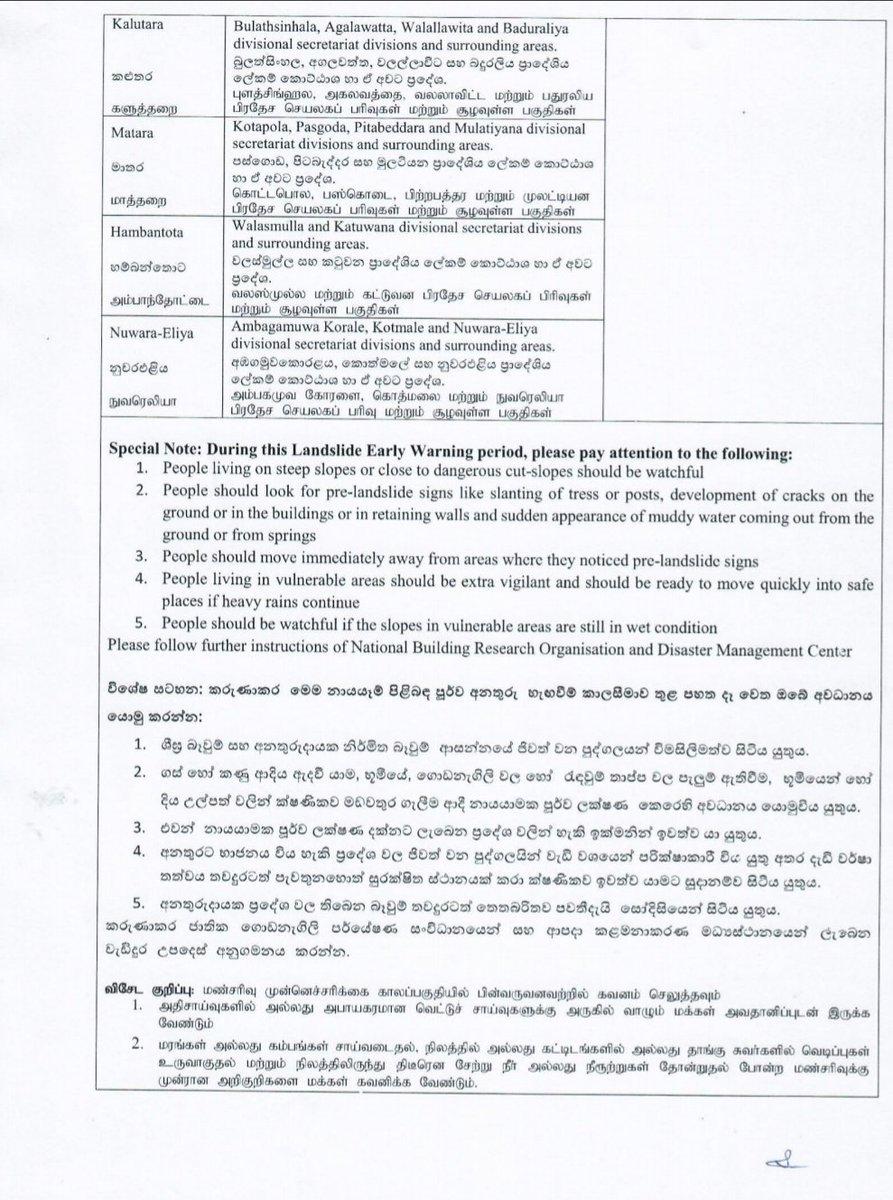 Kalutara
Bulathsinhala, Agalawatta, Walallawita and Baduraliya
divisional secretariat divisions and surrounding areas.
කළුතර
බුලත්සිංහල, අගලවත්ත, වලල්ලාවිට සහ බදුරලිය ප්‍රාදේශීය
ලේකම් කොට්ඨාශ හා ඒ අවට ප්‍රදේශ.
களுத்தறை
புளத்சிங்ஹல, அகலவத்தை, வலலாவிட்ட மற்றும் பதுரலிய
பிரதேச செயலகப் பரிவுகள் மற்றும் சூழவுள்ள பகுதிகள்
Matara
Kotapola, Pasgoda, Pitabeddara and Mulatiyana divisional
secretariat divisions and surrounding areas.
මාතර
පස්ගොඩ, පිටබැද්දර සහ මුලටියන ප්‍රාදේශීය ලේකම් කොට්ඨාශ
හා ඒ අවට ප්‍රදේශ.
மாத்தறை
கொட்டபொல, பஸ்கொடை, பிற்றபத்தர மற்றும் முலட்டியன
பிரதேச செயலகப் பரிவுகள் மற்றும் சூழவுள்ள பகுதிகள்
Hambantota
Walasmulla and Katuwana divisional secretariat divisions
and surrounding areas.
හම්බන්තොට
වලස්මුල්ල සහ කටුවන ප්‍රාදේශීය ලේකම් කොට්ඨාශ හා ඒ අවට
ප්‍රදේශ.
அம்பாந்தோட்டை
வலஸ்முல்ல மற்றும் கட்டுவன பிரதேச செயலகப் பிரிவுகள்
மற்றும் சூழவுள்ள பகுதிகள்
Nuwara-Eliya
Ambagamuwa Korale, Kotmale and Nuwara-Eliya
divisional secretariat divisions and surrounding areas.
නුවරඑළිය
අඹගමුවකොරළය, කොත්මලේ සහ නුවරඑළිය ප්‍රාදේශීය
ලේකම් කොට්ඨාශ හා ඒ අවට ප්‍රදේශ.
நுவரெலியா
அம்பகமுவ கோரளை, கொத்மலை மற்றும் நுவரெலியா
பிரதேச செயலகப் பரிவு மற்றும் சூழவுள்ள பகுதிகள்
Special Note: During this Landslide Early Warning period, please pay attention to the following:
1. People living on steep slopes or close to dangerous cut-slopes should be watchful
2. People should look for pre-landslide signs like slanting of tress or posts, development of cracks on the
ground or in the buildings or in retaining walls and sudden appearance of muddy water coming out from the
ground or from springs
3. People should move immediately away from areas where they noticed pre-landslide signs
4. People living in vulnerable areas should be extra vigilant and should be ready to move quickly into safe
places if heavy rains continue
5. People should be watchful if the slopes in vulnerable areas are still in wet condition
Please follow further instructions of National Building Research Organisation and Disaster Management Center
විශේෂ සටහන: කරුණාකර මෙම නායයෑම් පිළිබඳ පූර්ව අනතුරු හැඟවීම් කාලසීමාව තුළ පහත දෑ වෙත ඔබේ අවධානය
යොමු කරන්න:
1. ශීඝ්‍ර බෑවුම් සහ අනතුරුදායක නිර්මිත බෑවුම් ආසන්නයේ ජීවත් වන පුද්ගලයන් විමසිලිමත්ව සිටිය යුතුය.
2. ගස් හෝ කණු ආදිය ඇදවී යාම, භූමියේ, ගොඩනැගිලි වල හෝ රැඳවුම් තාප්ප වල පැලුම් ඇතිවීම, භූමියෙන් හෝ
දිය උල්පත් වලින් ක්ෂණිකව මඩවතුර ගැලීම ආදී නායයාමක පූර්ව ලක්ෂණ කෙරෙහි අවධානය යොමුවිය යුතුය.
3. එවන් නායයාමක පූර්ව ලක්ෂණ දක්නට ලැබෙන ප්‍රදේශ වලින් හැකි ඉක්මනින් ඉවත්ව යා යුතුය.
4. අනතුරට භාජනය විය හැකි ප්‍රදේශ වල ජීවත් වන පුද්ගලයින් වැඩි වශයෙන් පරික්ෂාකාරී විය යුතු අතර දැඩි වර්ෂා
තත්වය තවදුරටත් පැවතුනහොත් සුරක්ෂිත ස්ථානයක් කරා ක්ෂණිකව ඉවත්ව යාමට සුදානම්ව සිටිය යුතුය.
5. අනතුරුදායක ප්‍රදේශ වල තිබෙන බෑවුම් තවදුරටත් තෙතබරිතව පවතීදැයි සෝදිසියෙන් සිටිය යුතුය.
කරුණාකර ජාතික ගොඩනැගිලි පර්යේෂණ සංවිධානයෙන් සහ ආපදා කළමනාකරණ මධ්‍යස්ථානයෙන් ලැබෙන
වැඩිදුර උපදෙස් අනුගමනය කරන්න.
விசேட குறிப்பு: மண்சரிவு முன்னெச்சரிக்கை காலப்பகுதியில் பின்வருவனவற்றில் கவனம் செலுத்தவும்
1. அதிசாய்வுகளில் அல்லது அபாயகரமான வெட்டுச் சாய்வுகளுக்கு அருகில் வாழும் மக்கள் அவதானிப்புடன் இருக்க
வேண்டும்
2. மரங்கள் அல்லது கம்பங்கள் சாய்வடைதல், நிலத்தில் அல்லது கட்டிடங்களில் அல்லது தாங்கு சுவர்களில் வெடிப்புகள்
உருவாகுதல் மற்றும் நிலத்திலிருந்து திடீரென சேற்று நீர் அல்லது நீரூற்றுகள் தோன்றுதல் போன்ற மண்சரிவுக்கு
முன்ரான அறிகுறிகளை மக்கள் கவனிக்க வேண்டும்.